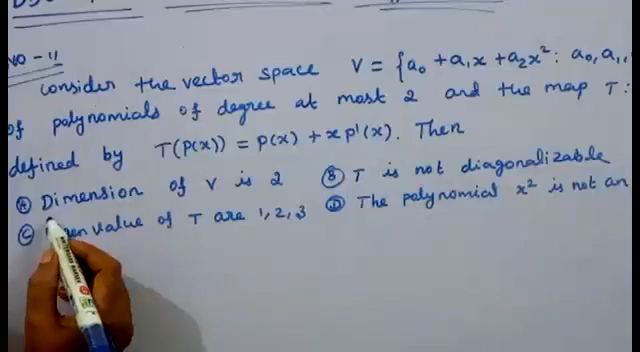 NO - 11
consider the vector space V = {a₀ + a₁x + a₂x² : a₀, a₁,
of polynomials of degree at most 2 and the map T :
defined by T(p(x)) = p(x) + x p'(x). Then
Ⓐ Dimension of V is 2 Ⓑ T is not diagonalizable
Ⓒ value of T are 1, 2, 3 Ⓓ The polynomial x² is not an